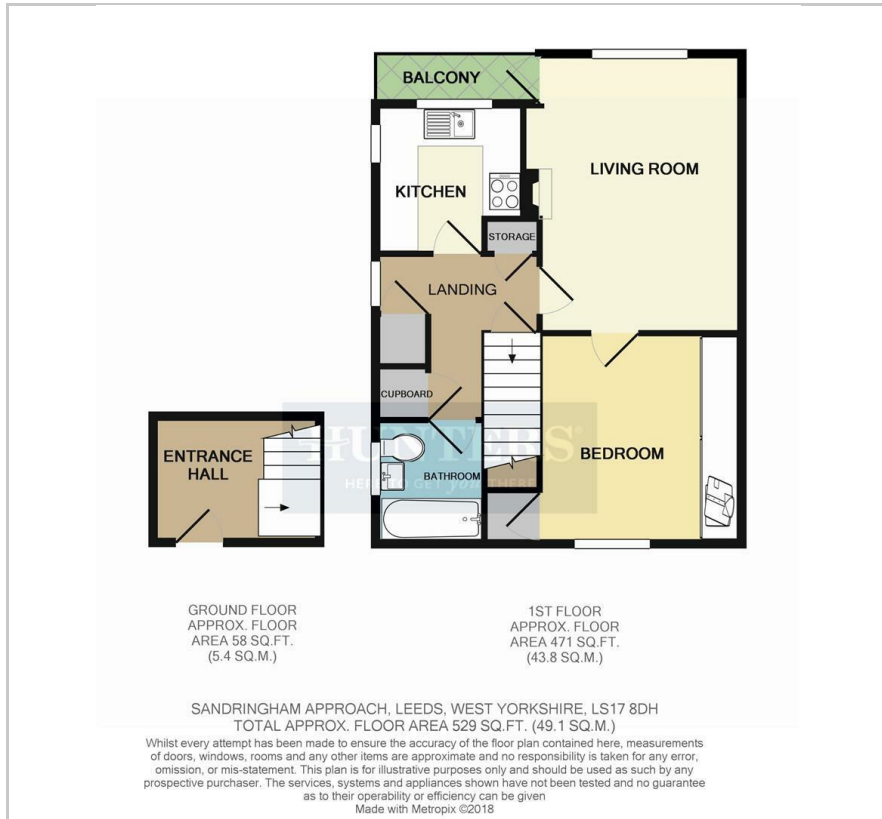 BALCONY
LIVING ROOM
KITCHEN
STORAGE
LANDING
CUPBOARD
ENTRANCE
HALL
BEDROOM
BATHROOM
HUNTERS
HERE TO GET you THERE
GROUND FLOOR
APPROX. FLOOR
AREA 58 SQ.FT.
(5.4 SQ.M.)
1ST FLOOR
APPROX. FLOOR
AREA 471 SQ.FT.
(43.8 SQ.M.)
SANDRINGHAM APPROACH, LEEDS, WEST YORKSHIRE, LS17 8DH
TOTAL APPROX. FLOOR AREA 529 SQ.FT. (49.1 SQ.M.)
Whilst every attempt has been made to ensure the accuracy of the floor plan contained here, measurements
of doors, windows, rooms and any other items are approximate and no responsibility is taken for any error,
omission, or mis-statement. This plan is for illustrative purposes only and should be used as such by any
prospective purchaser. The services, systems and appliances shown have not been tested and no guarantee
as to their operability or efficiency can be given
Made with Metropix ©2018